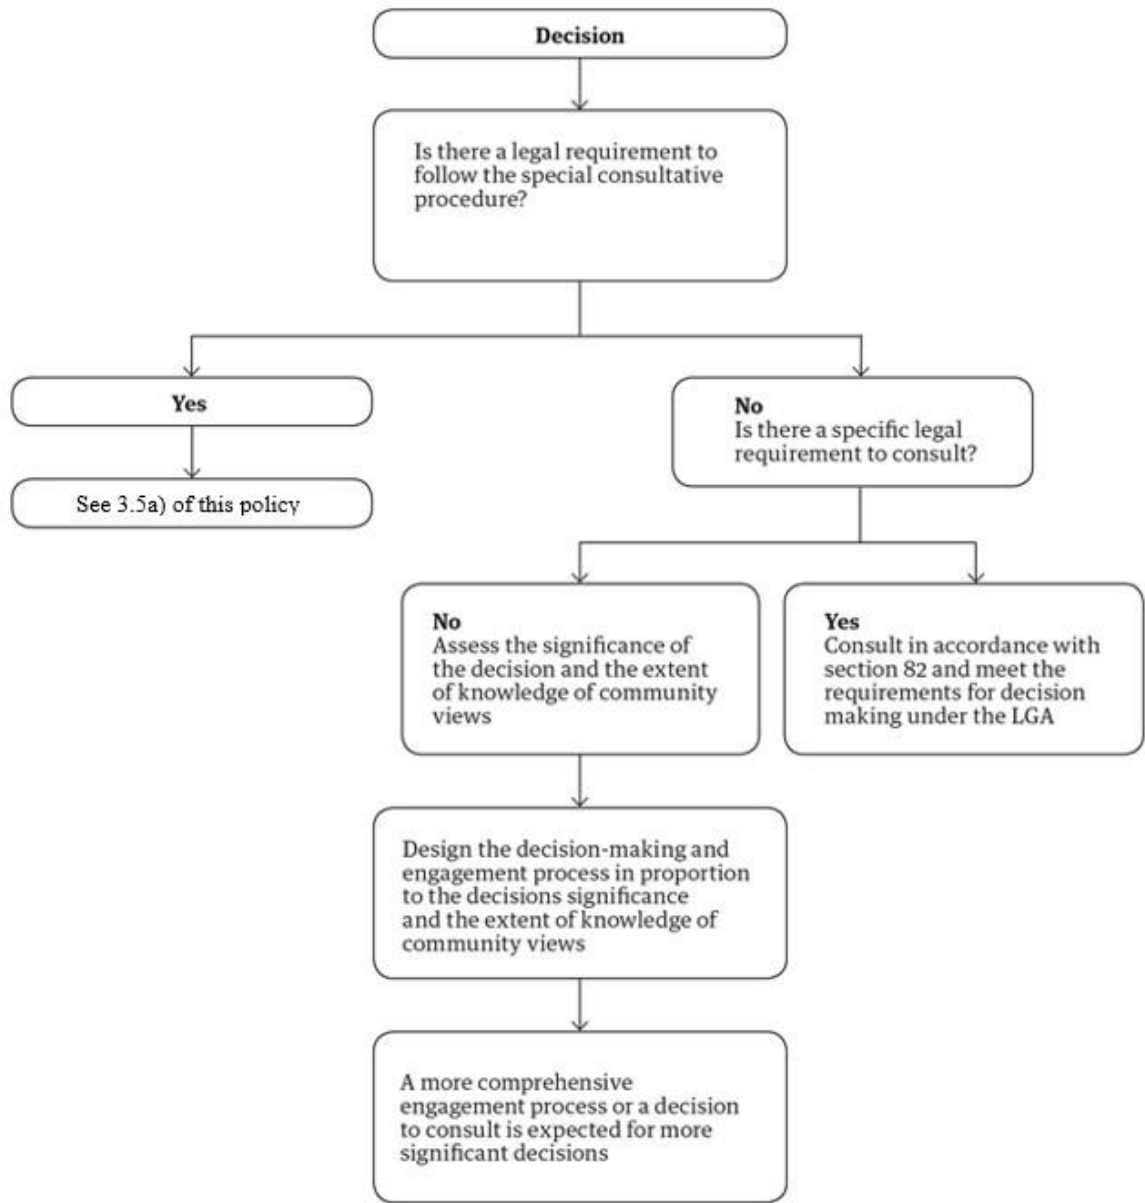 Decision
Is there a legal requirement to
follow the special consultative
procedure?
Yes
See 3.5a) of this policy
No
Is there a specific legal
requirement to consult?
No
Assess the significance of
the decision and the extent
of knowledge of community
views
Yes
Consult in accordance with
section 82 and meet the
requirements for decision
making under the LGA
Design the decision-making and
engagement process in proportion
to the decisions significance
and the extent of knowledge of
community views
A more comprehensive
engagement process or a decision
to consult is expected for more
significant decisions